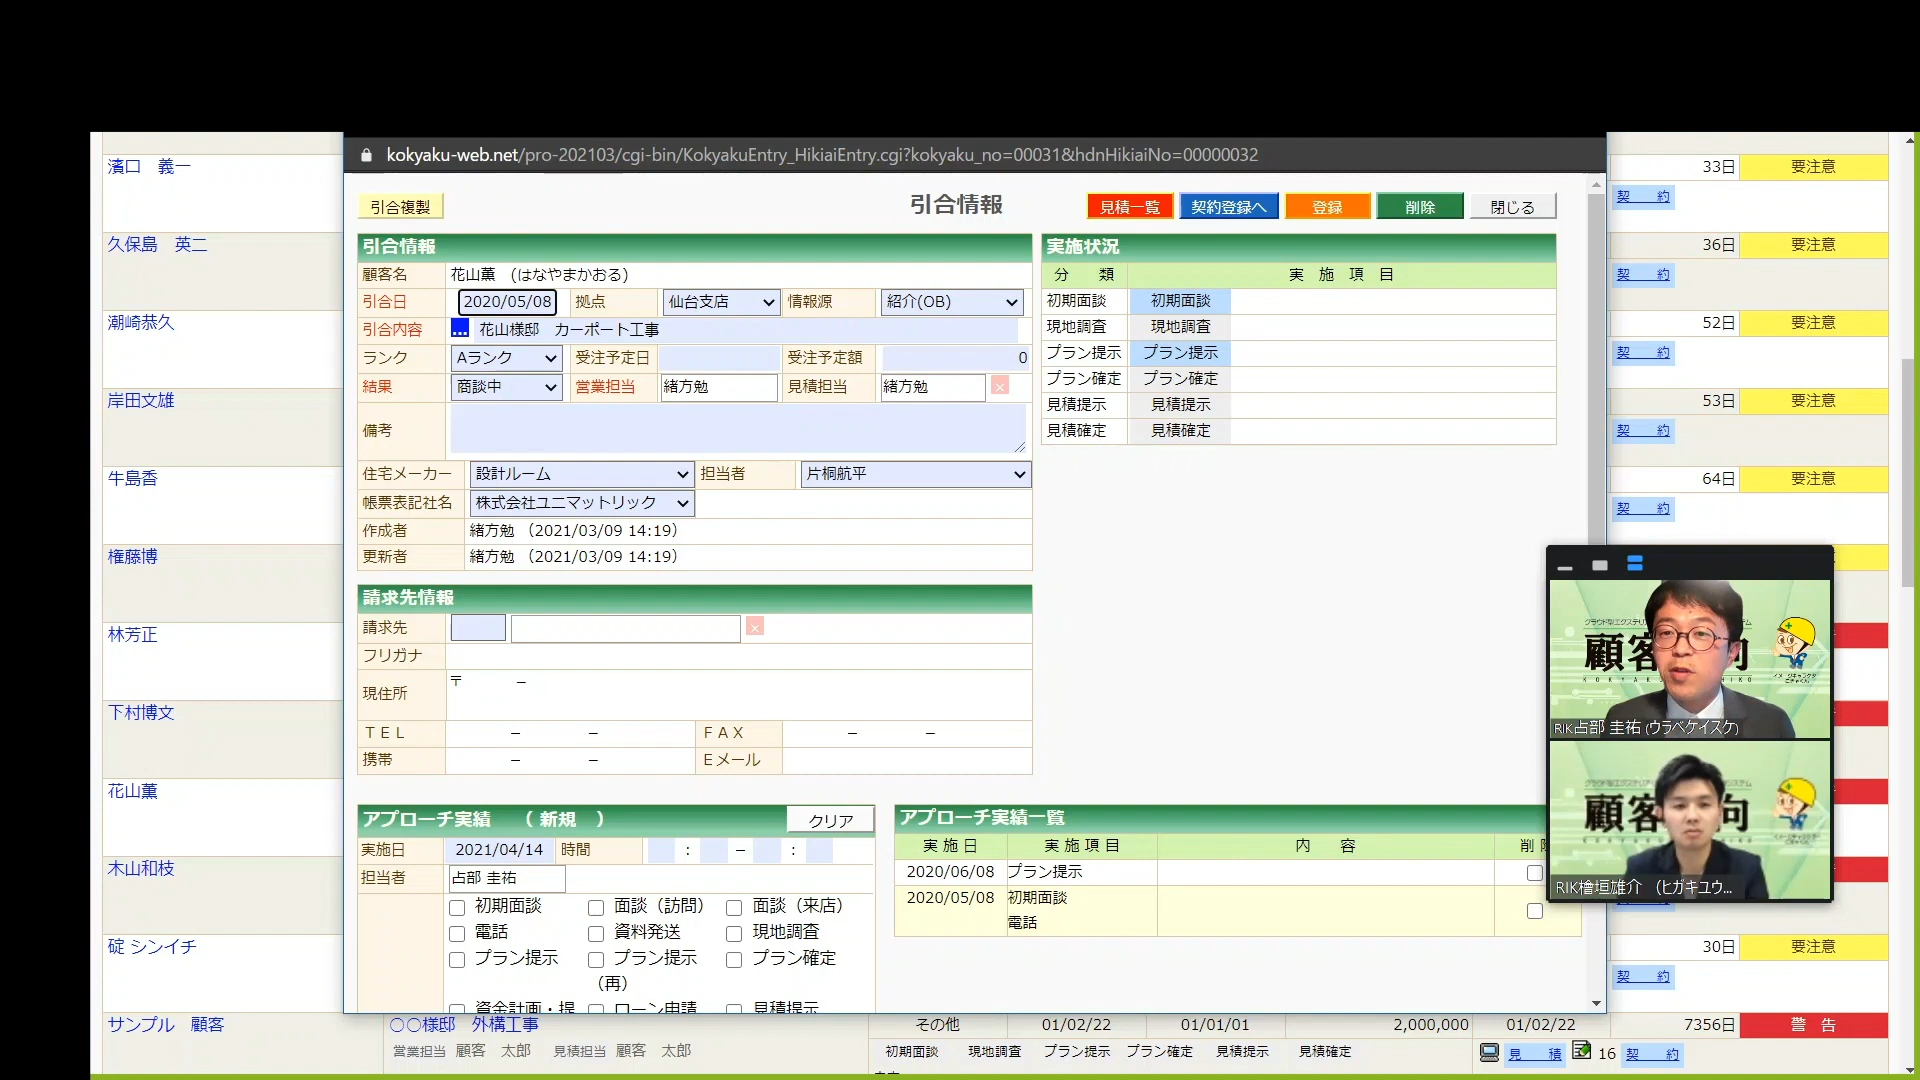 kokyaku-web.net/pro-202103/cgi-bin/KokyakuEntry_HikiaiEntry.cgi?kokyaku_no=00031&hdnHikiaiNo=00000032
引合複製
引合情報
見積一覧 契約登録へ 登録 削除 閉じる
引合情報
顧客名 花山薫 (はなやまかおる)
引合日 2020/05/08 拠点 仙台支店 情報源 紹介(OB)
引合内容 ... 花山様邸 カーポート工事
ランク Aランク 受注予定日 受注予定額 0
結果 商談中 営業担当 緒方勉 見積担当 緒方勉
備考
住宅メーカー 設計ルーム 担当者 片桐航平
帳票表記社名 株式会社ユニマットリック
作成者 緒方勉 (2021/03/09 14:19)
更新者 緒方勉 (2021/03/09 14:19)
実施状況
分 類 実 施 項 目
初期面談 初期面談
現地調査 現地調査
プラン提示 プラン提示
プラン確定 プラン確定
見積提示 見積提示
見積確定 見積確定
請求先情報
請求先
フリガナ
現住所 〒 －
ＴＥＬ － － ＦＡＸ － －
携帯 － － Ｅメール
アプローチ実績 ( 新規 ) クリア
実施日 2021/04/14 時間 : － :
担当者 占部 圭祐
初期面談 面談（訪問） 面談（来店）
電話 資料発送 現地調査
プラン提示 プラン提示 プラン確定
（再）
資金計画・提 ローン申請 見積提示
アプローチ実績一覧
実 施 日 実 施 項 目 内 容 削
2020/06/08 プラン提示
2020/05/08 初期面談
電話
濱口 義一
久保島 英二
潮崎恭久
岸田文雄
牛島香
権藤博
林芳正
下村博文
花山薫
木山和枝
碇 シンイチ
サンプル 顧客
○○様邸 外構工事 その他 01/02/22 01/01/01 2,000,000 01/02/22 7356日 警 告
営業担当 顧客 太郎 見積担当 顧客 太郎 初期面談 現地調査 プラン提示 プラン確定 見積提示 見積確定 見 積 16 契 約
33日 要注意
契 約
36日 要注意
契 約
52日 要注意
契 約
53日 要注意
契 約
64日 要注意
契 約
30日 要注意
契 約
RIK占部 圭祐 (ウラベケイスケ)
RIK檜垣雄介 (ヒガキユウ...